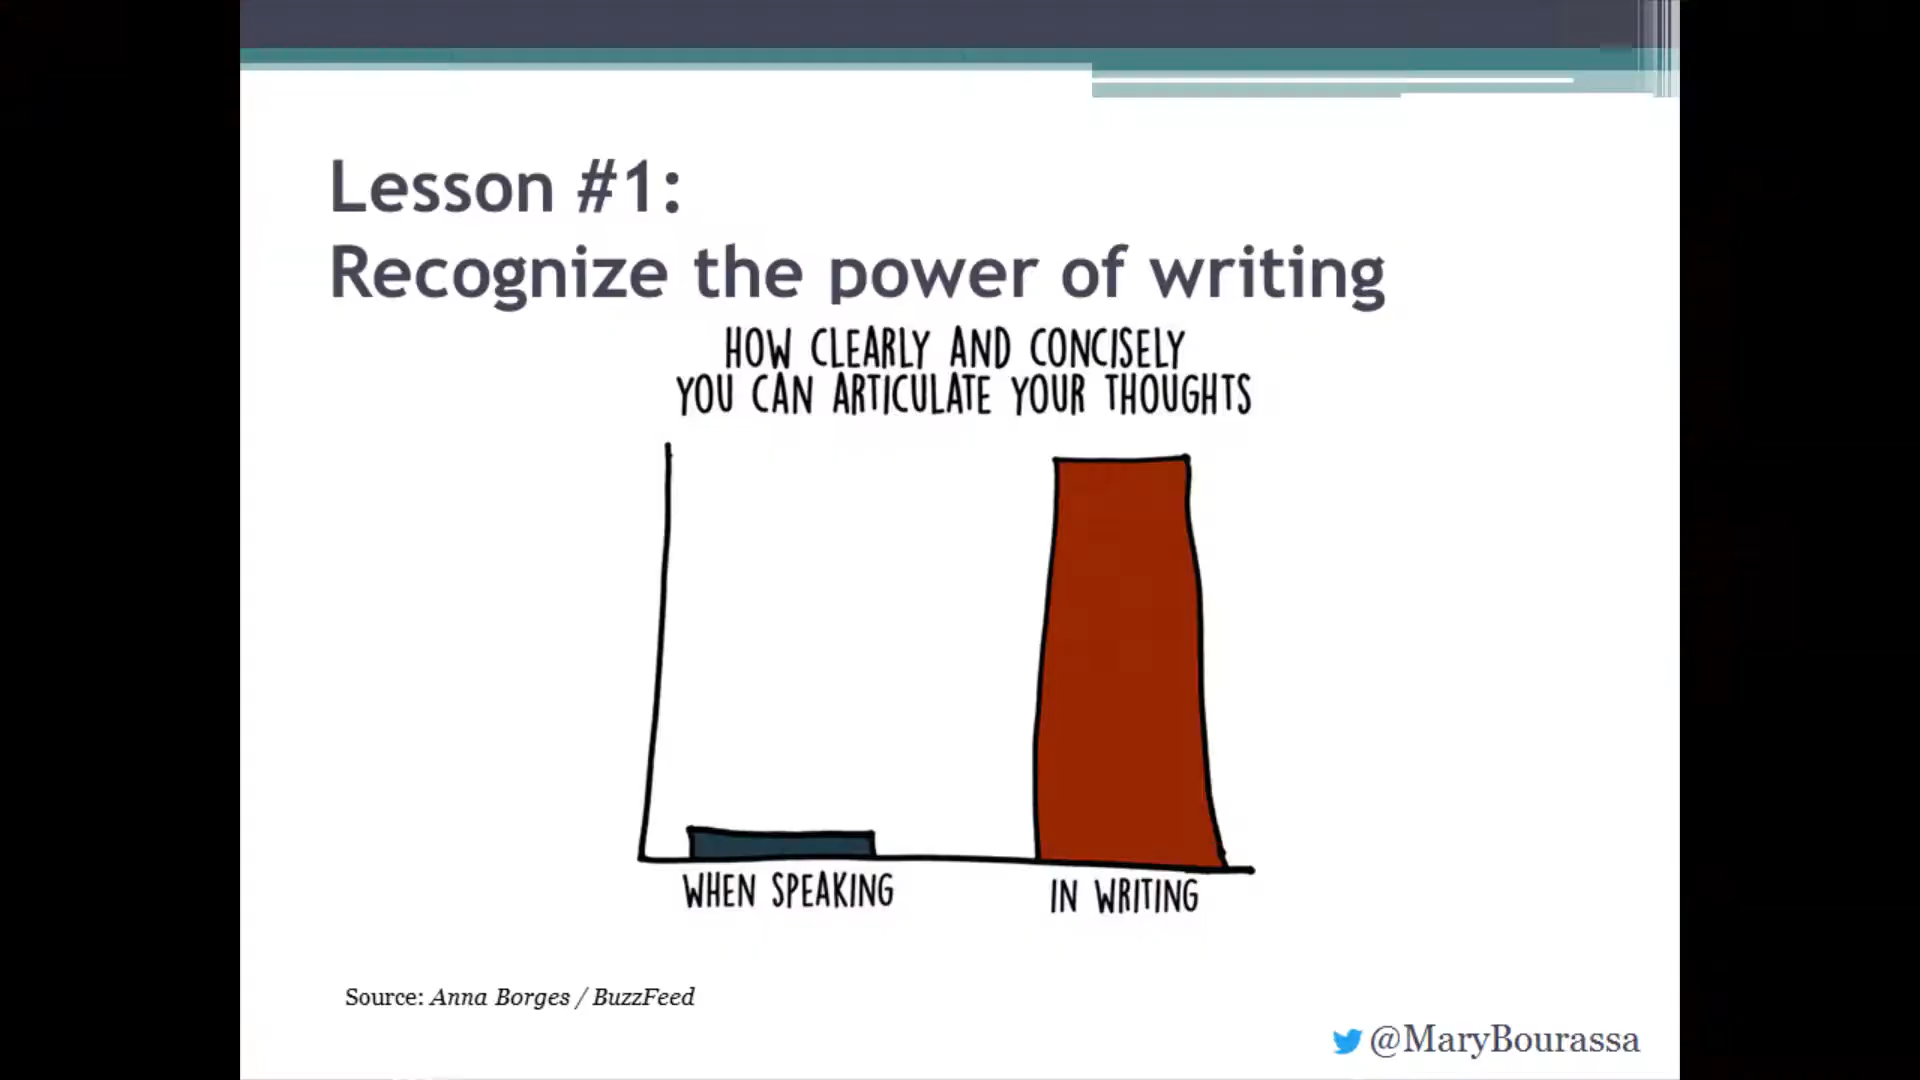 Lesson #1:
Recognize the power of writing
HOW CLEARLY AND CONCISELY
YOU CAN ARTICULATE YOUR THOUGHTS
WHEN SPEAKING
IN WRITING
Source: Anna Borges / BuzzFeed
@MaryBourassa